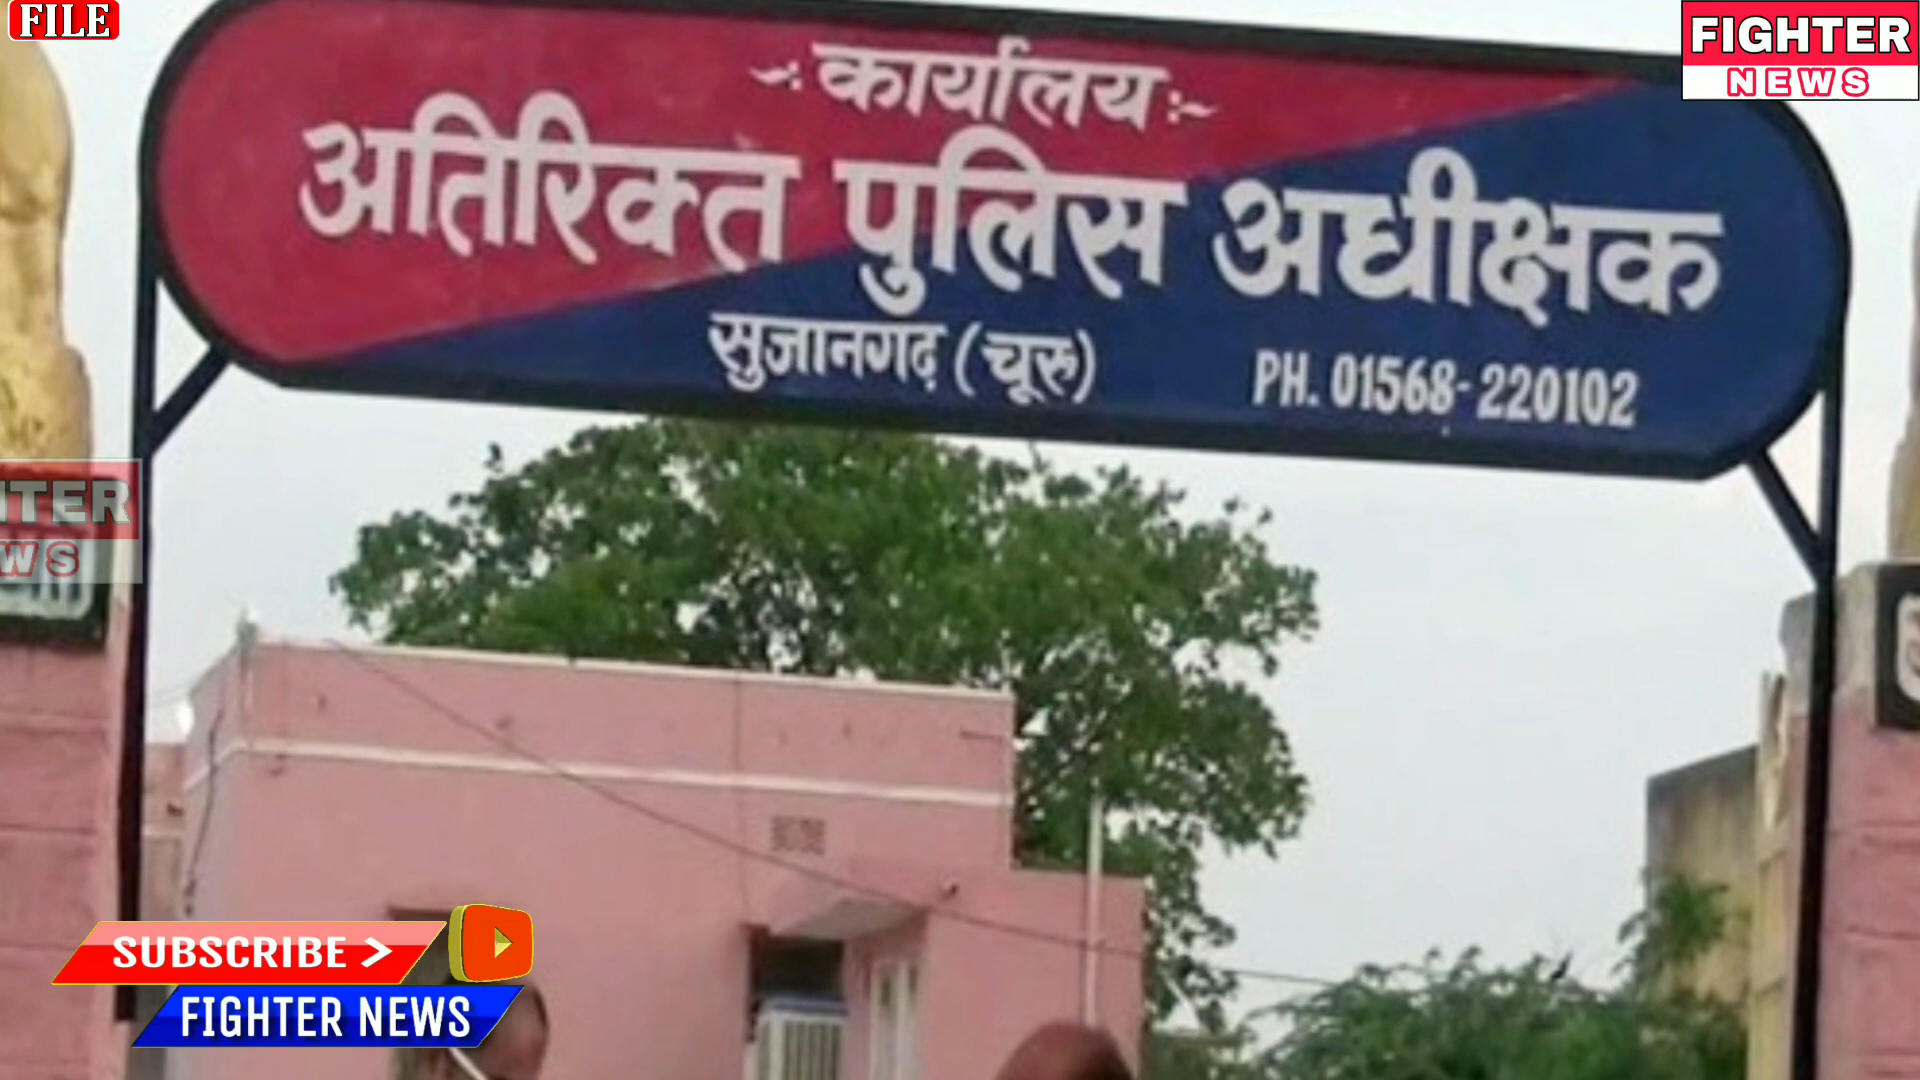 FILE
FIGHTER
NEWS
-: कार्यालय :-
अतिरिक्त पुलिस अधीक्षक
सुजानगढ़ (चूरू)
PH. 01568-220102
SUBSCRIBE >
FIGHTER NEWS